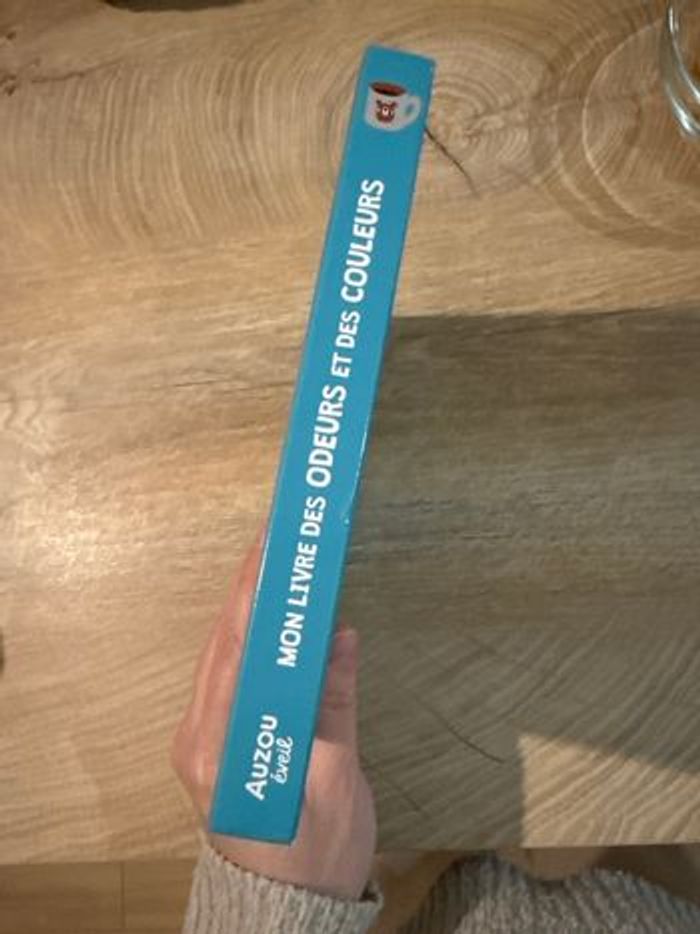 MON LIVRE DES ODEURS ET DES COULEURS
AUZOU
éveil